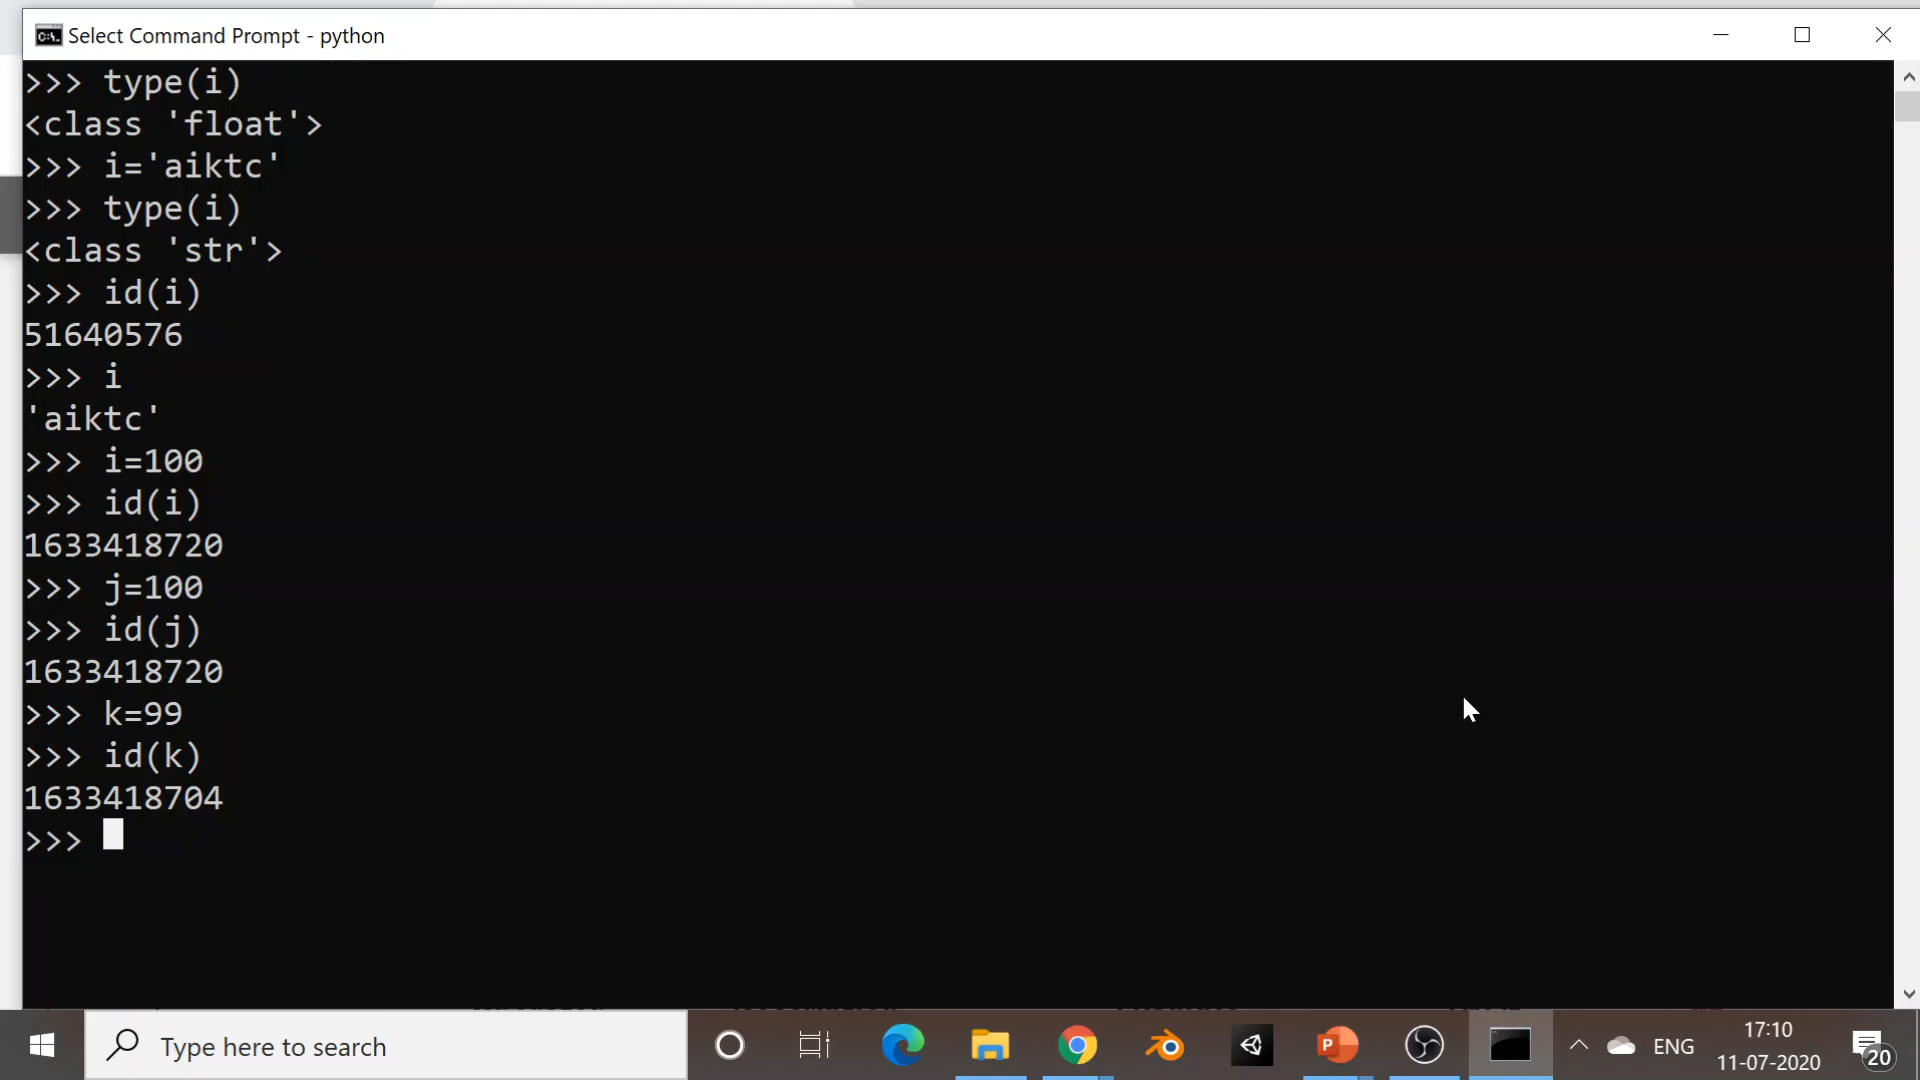 Select Command Prompt - python
>>> type(i)
<class 'float'>
>>> i='aiktc'
>>> type(i)
<class 'str'>
>>> id(i)
51640576
>>> i
'aiktc'
>>> i=100
>>> id(i)
1633418720
>>> j=100
>>> id(j)
1633418720
>>> k=99
>>> id(k)
1633418704
>>>
Type here to search
ENG
17:10
11-07-2020
20